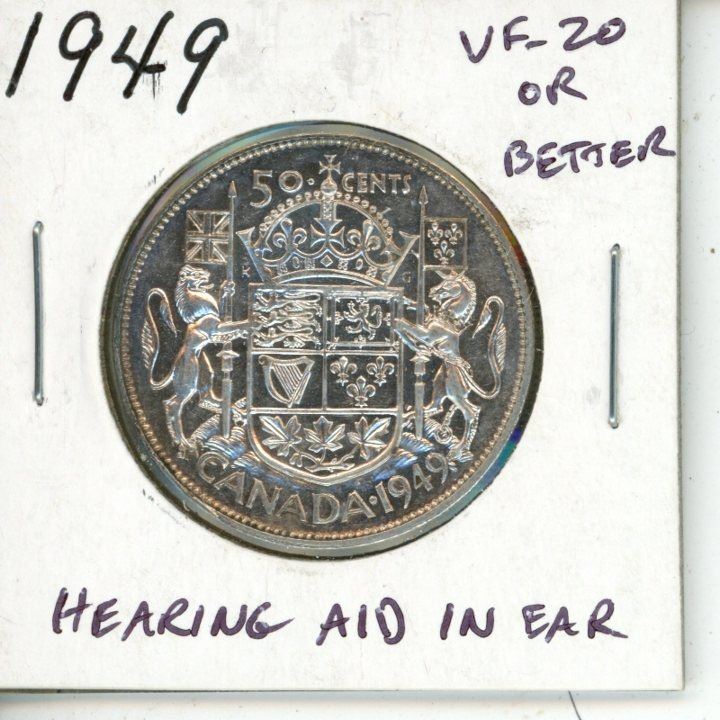 1949
VF-20
OR
BETTER
50 · CENTS
K G
CANADA · 1949
HEARING AID IN EAR